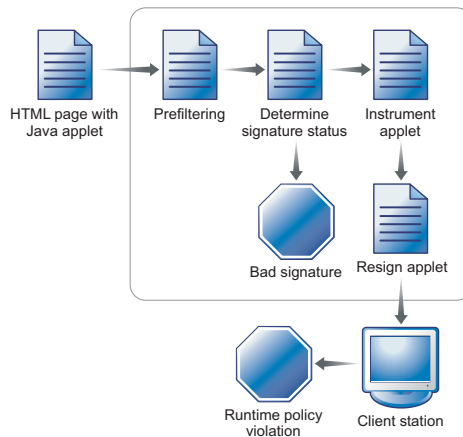 HTML page with
Java applet
Prefiltering
Determine
signature status
Instrument
applet
Bad signature
Resign applet
Runtime policy
violation
Client station